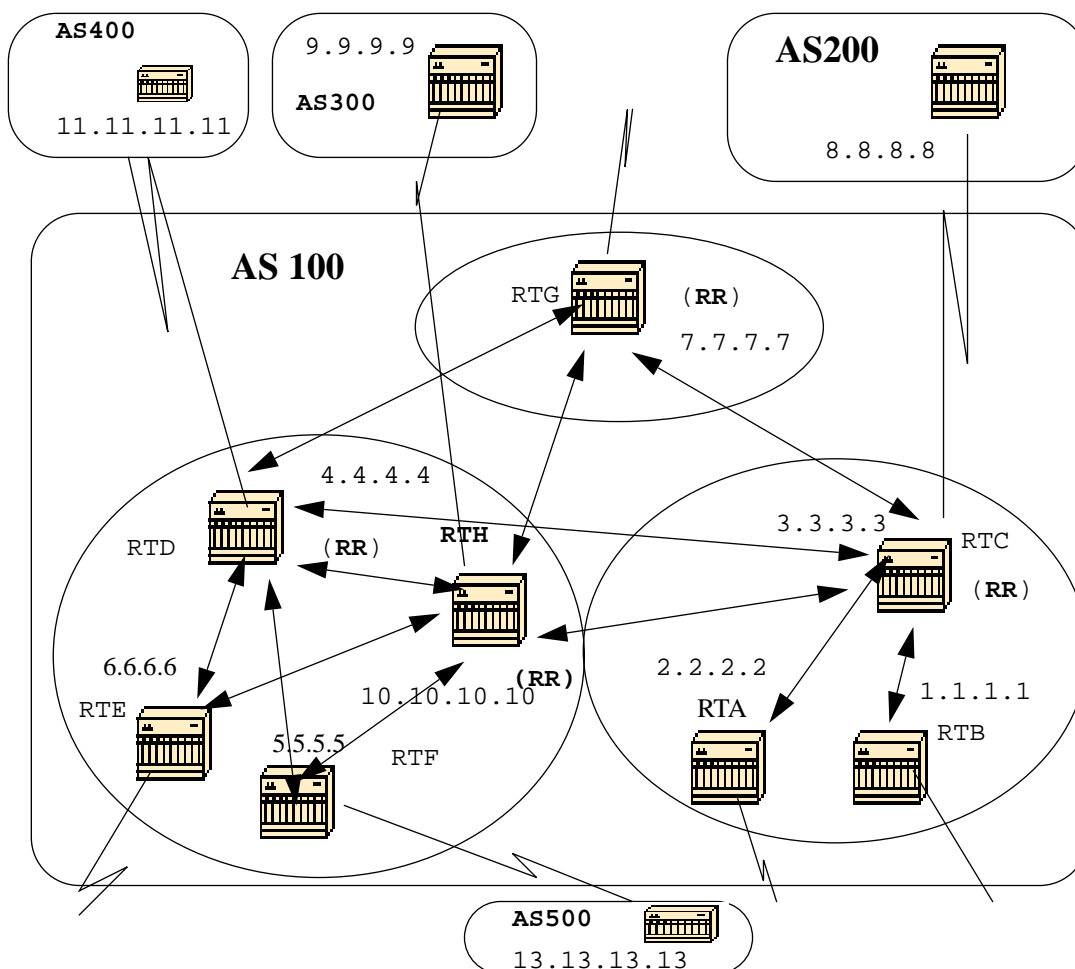 AS400
11.11.11.11
9.9.9.9
AS300
AS200
8.8.8.8
AS 100
RTG
(RR)
7.7.7.7
4.4.4.4
RTD
(RR)
RTH
3.3.3.3
RTC
(RR)
6.6.6.6
RTE
(RR)
10.10.10.10
5.5.5.5
RTF
2.2.2.2
RTA
1.1.1.1
RTB
AS500
13.13.13.13